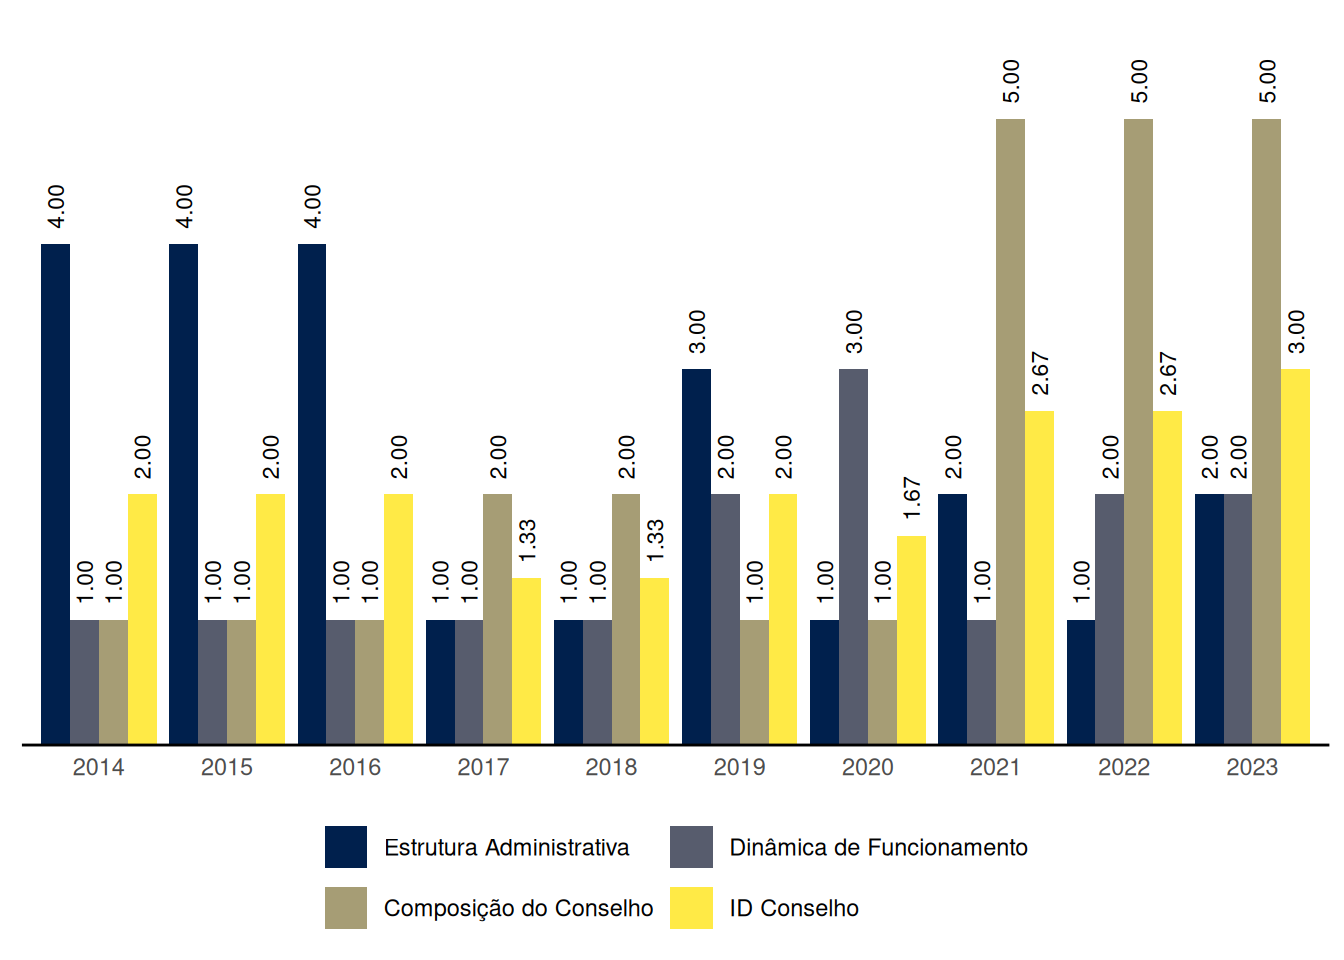 5.00 5.00 5.00
4.00 4.00 4.00
3.00 3.00 3.00
2.67 2.67
2.00 2.00 2.00 2.00 2.00 2.00 2.00 2.00 2.00 2.00 2.00
1.67
1.33 1.33
1.00 1.00 1.00 1.00 1.00 1.00 1.00 1.00 1.00 1.00 1.00 1.00 1.00 1.00 1.00
2014 2015 2016 2017 2018 2019 2020 2021 2022 2023
Estrutura Administrativa Dinâmica de Funcionamento
Composição do Conselho ID Conselho